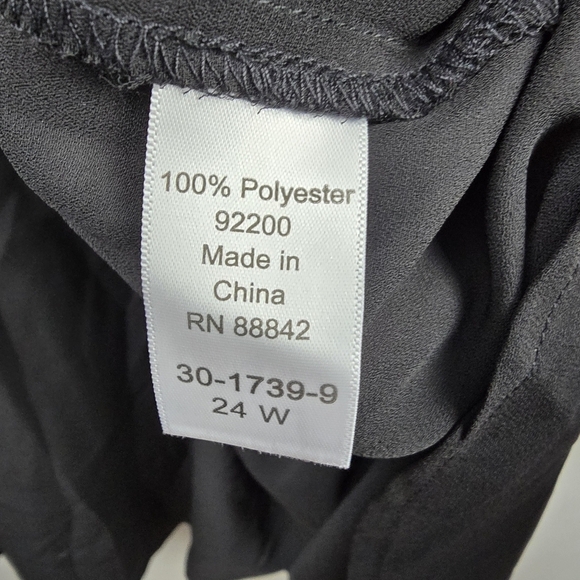 100% Polyester
92200
Made in
China
RN 88842
30-1739-9
24 W